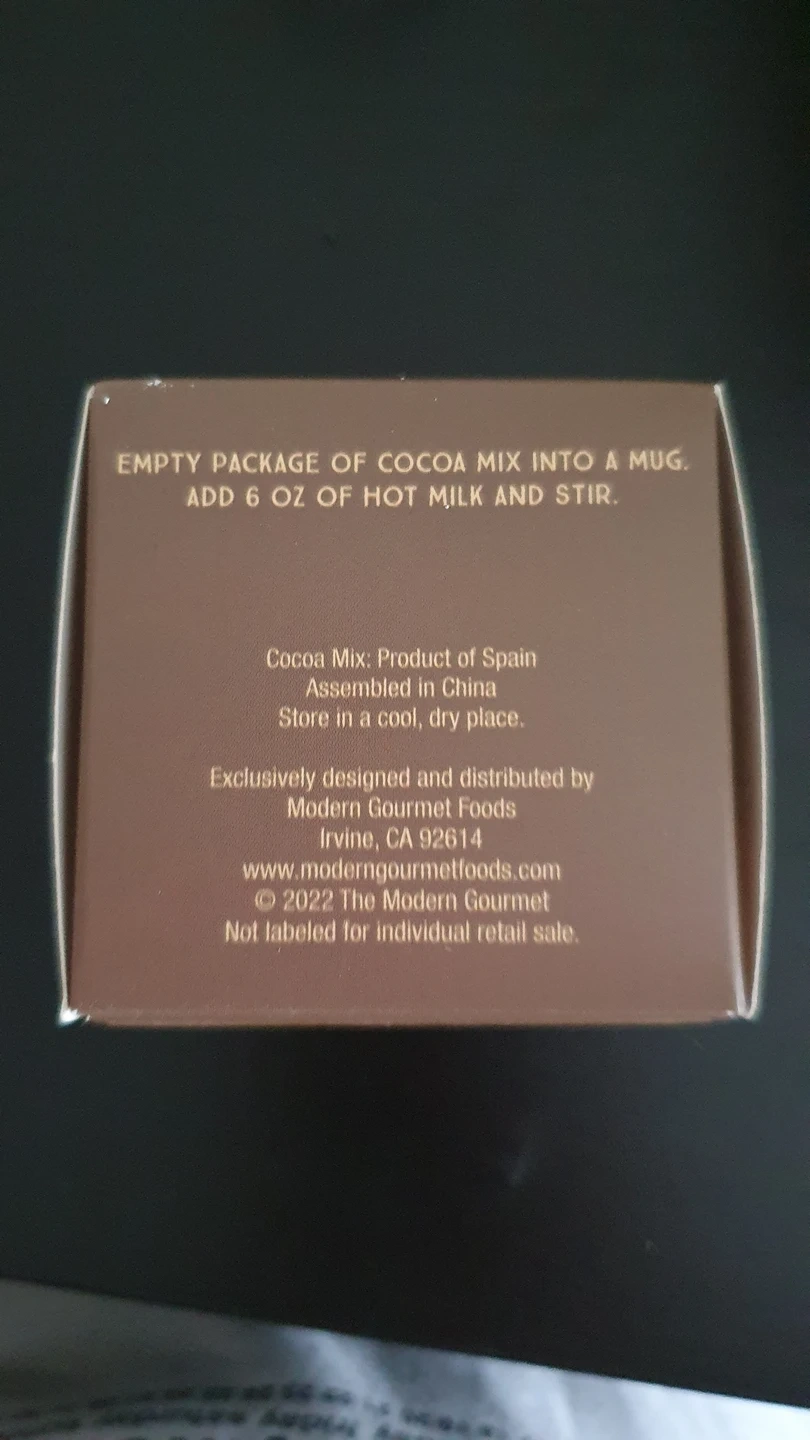 EMPTY PACKAGE OF COCOA MIX INTO A MUG.
ADD 6 OZ OF HOT MILK AND STIR.
Cocoa Mix: Product of Spain
Assembled in China
Store in a cool, dry place.
Exclusively designed and distributed by
Modern Gourmet Foods
Irvine, CA 92614
www.moderngourmetfoods.com
© 2022 The Modern Gourmet
Not labeled for individual retail sale.